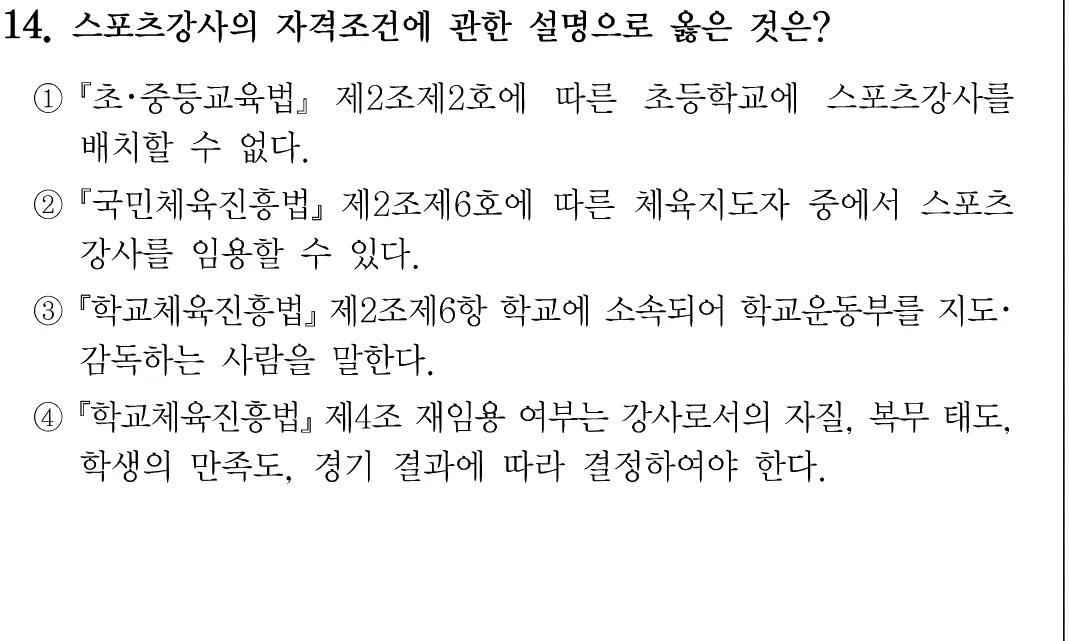 14. 스포츠강사의 자격조건에 관한 설명으로 옳은 것은?
① 『초·중등교육법』 제2조제2호에 따른 초등학교에 스포츠강사를
배치할 수 없다.
② 『국민체육진흥법』 제2조제6호에 따른 체육지도자 중에서 스포츠
강사를 임용할 수 있다.
③ 『학교체육진흥법』 제2조제6항 학교에 소속되어 학교운동부를 지도·
감독하는 사람을 말한다.
④ 『학교체육진흥법』 제4조 재임용 여부는 강사로서의 자질, 복무 태도,
학생의 만족도, 경기 결과에 따라 결정하여야 한다.